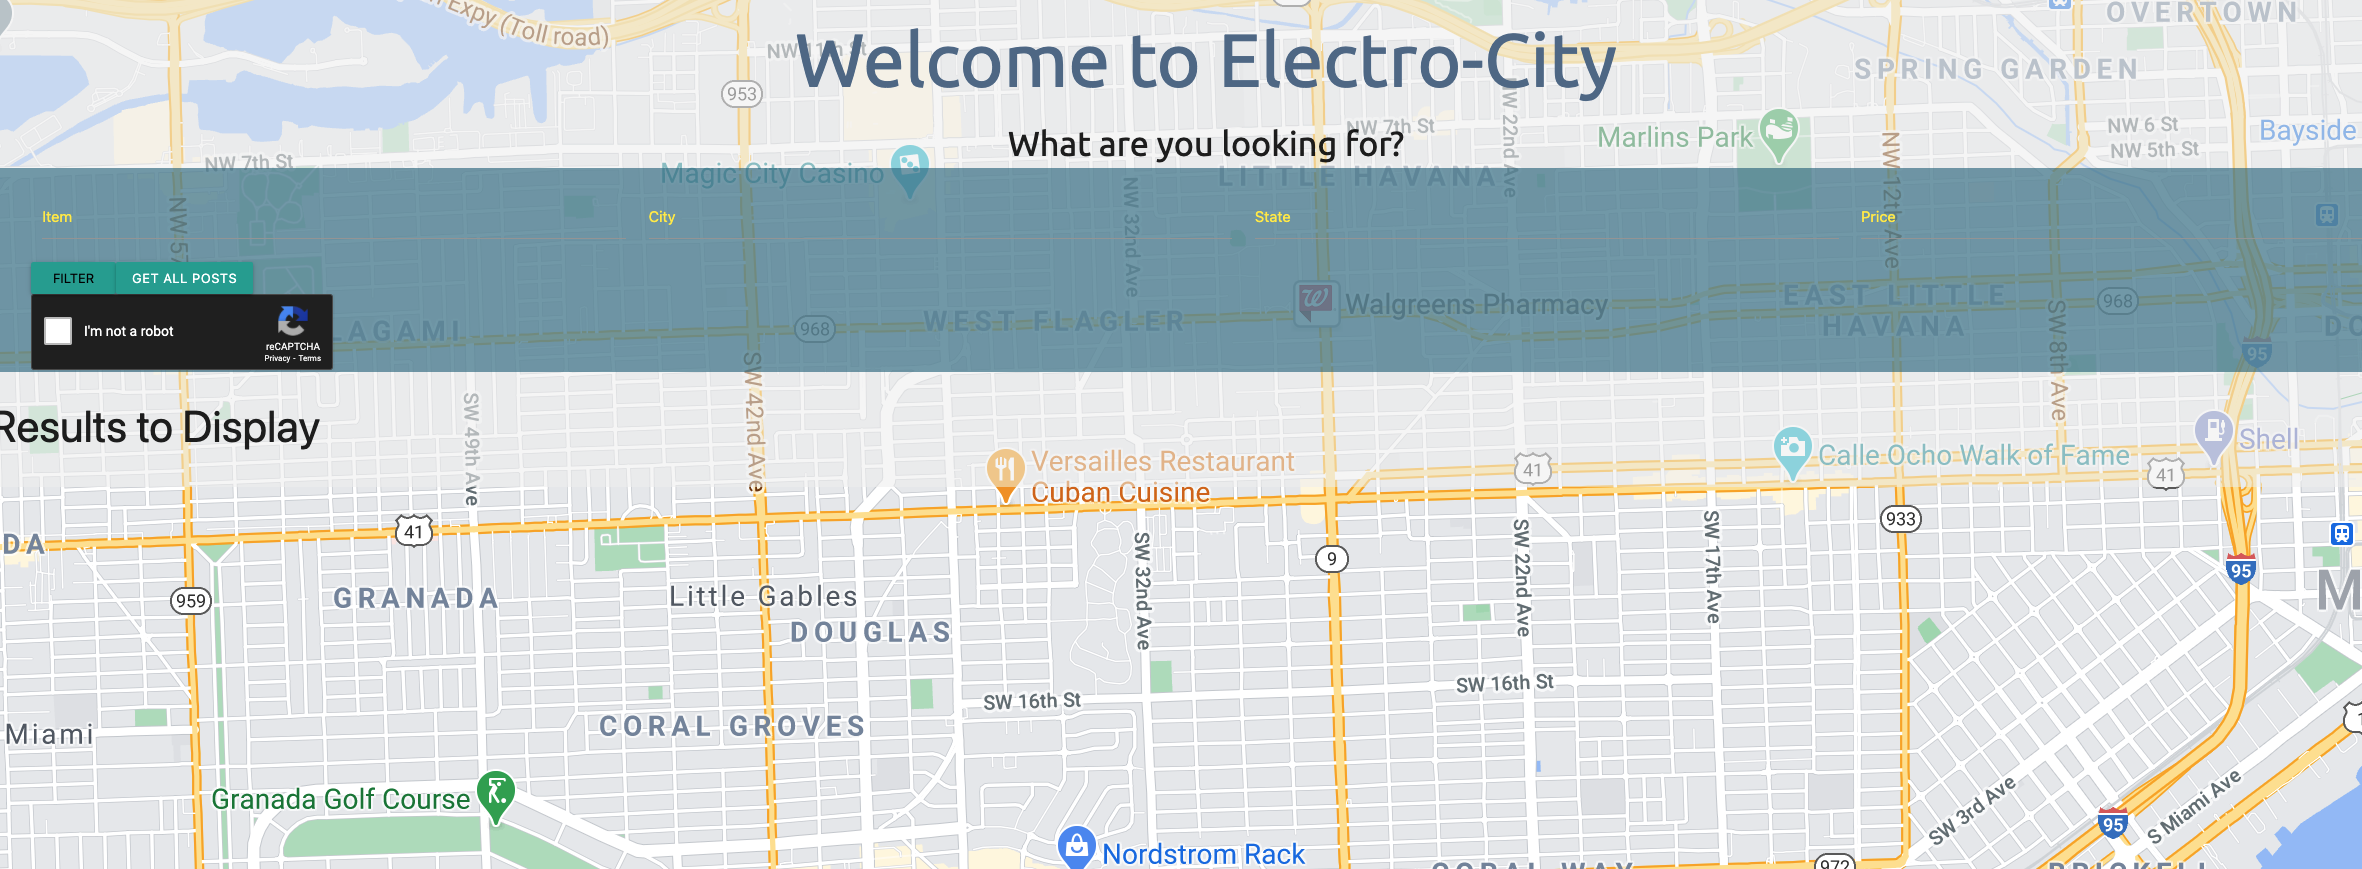 Expy (Toll road)
OVERTOWN
NW 11th St
Welcome to Electro-City
953
SPRING GARDEN
NW 22nd Ave
NW 7th St
Marlins Park
NW 6 St
Bayside
What are you looking for?
NW 5th St
NW 7th St
Magic City Casino
LITTLE HAVANA
NW 12th Ave
NW 32nd Ave
NW 57
Item
City
State
Price
FILTER
GET ALL POSTS
I'm not a robot
reCAPTCHA
Privacy - Terms
LAGAMI
968
WEST FLAGLER
Walgreens Pharmacy
EAST LITTLE
HAVANA
968
SW 8th Ave
95
Results to Display
SW 49th Ave
SW 42nd Ave
Versailles Restaurant
Cuban Cuisine
41
Calle Ocho Walk of Fame
41
Shell
DA
41
9
933
SW 32nd Ave
SW 22nd Ave
SW 17th Ave
95
959
GRANADA
Little Gables
DOUGLAS
M
SW 16th St
SW 16th St
Miami
CORAL GROVES
Granada Golf Course
Nordstrom Rack
SW 3rd Ave
S Miami Ave
95
CORAL WAY
972
BRICKELL